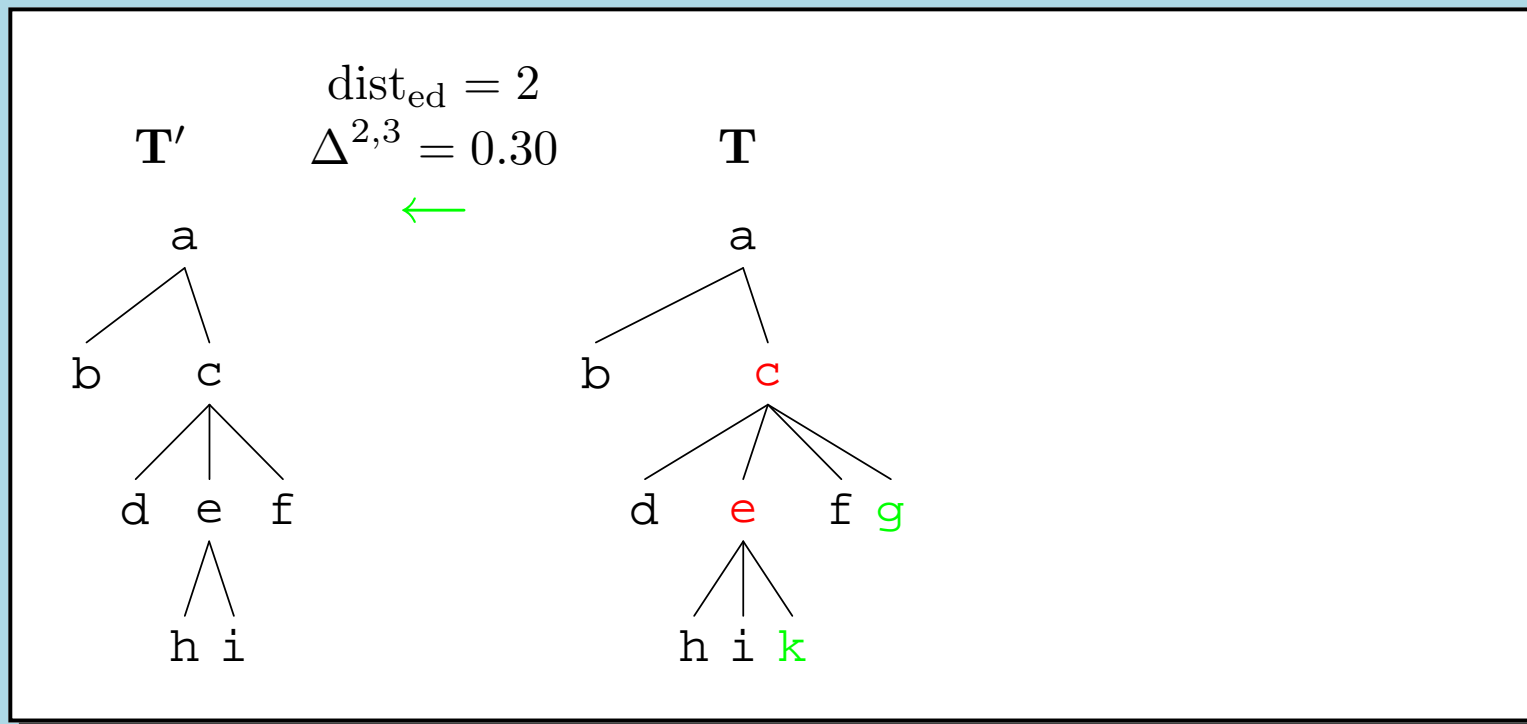 dist_ed = 2
T′ Δ^{2,3} = 0.30 T
←
a a
b c b c
d e f d e f g
h i h i k